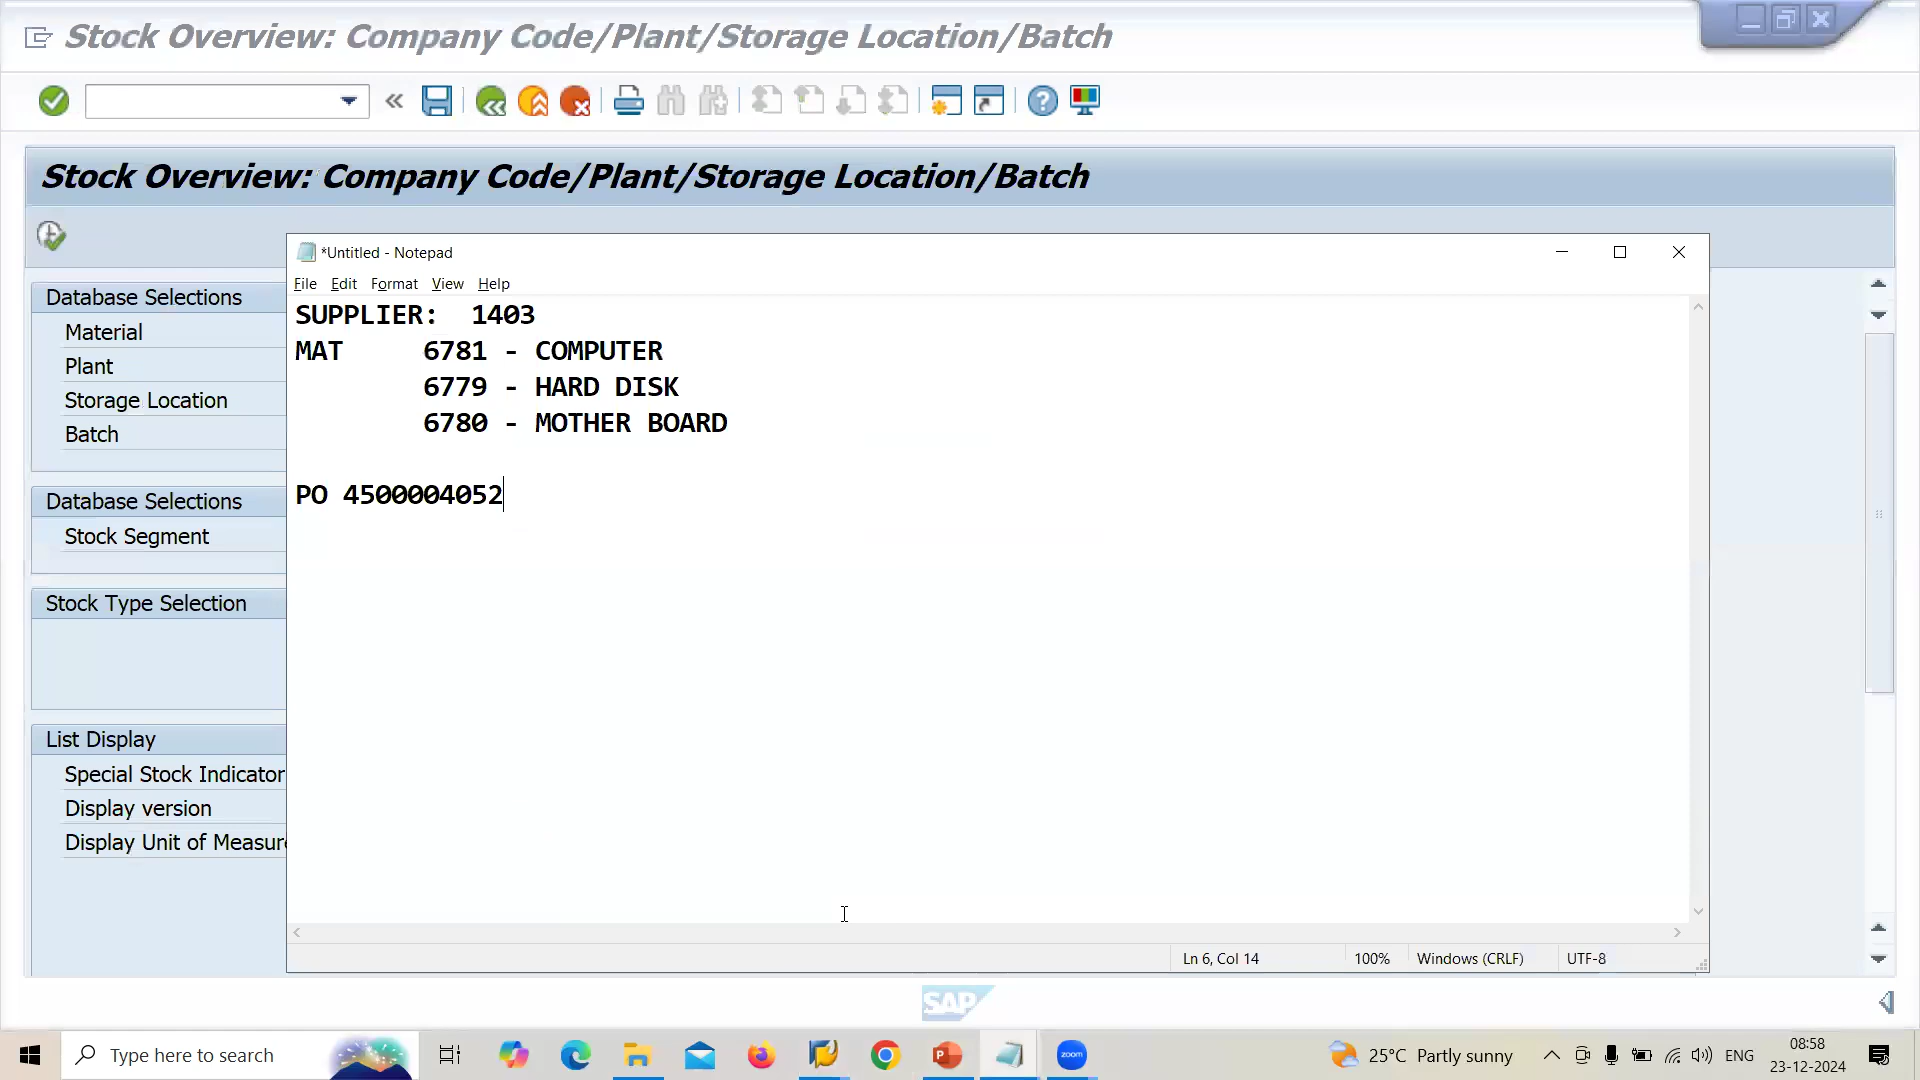 Stock Overview: Company Code/Plant/Storage Location/Batch
Stock Overview: Company Code/Plant/Storage Location/Batch
Database Selections
Material
Plant
Storage Location
Batch
Database Selections
Stock Segment
Stock Type Selection
List Display
Special Stock Indicator
Display version
Display Unit of Measure
*Untitled - Notepad
File Edit Format View Help
SUPPLIER: 1403
MAT 6781 - COMPUTER
6779 - HARD DISK
6780 - MOTHER BOARD
PO 4500004052
Ln 6, Col 14 100% Windows (CRLF) UTF-8
SAP
Type here to search
zoom
25°C Partly sunny
ENG
08:58
23-12-2024